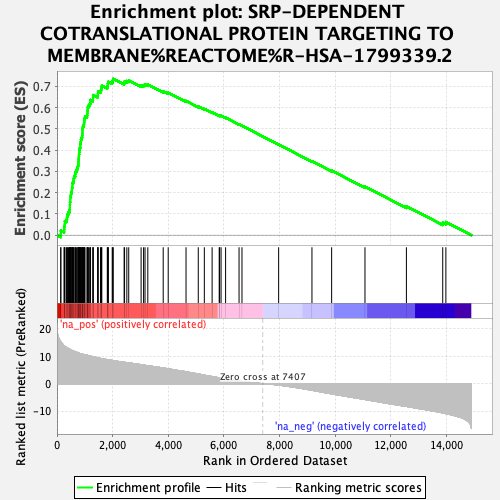 Enrichment plot: SRP-DEPENDENT
COTRANSLATIONAL PROTEIN TARGETING TO
MEMBRANE%REACTOME%R-HSA-1799339.2
Enrichment score (ES)
0.7
0.6
0.5
0.4
0.3
0.2
0.1
0.0
'na_pos' (positively correlated)
Ranked list metric (PreRanked)
20
10
0
-10
Zero cross at 7407
'na_neg' (negatively correlated)
0
2,000
4,000
6,000
8,000
10,000
12,000
14,000
Rank in Ordered Dataset
Enrichment profile
Hits
Ranking metric scores